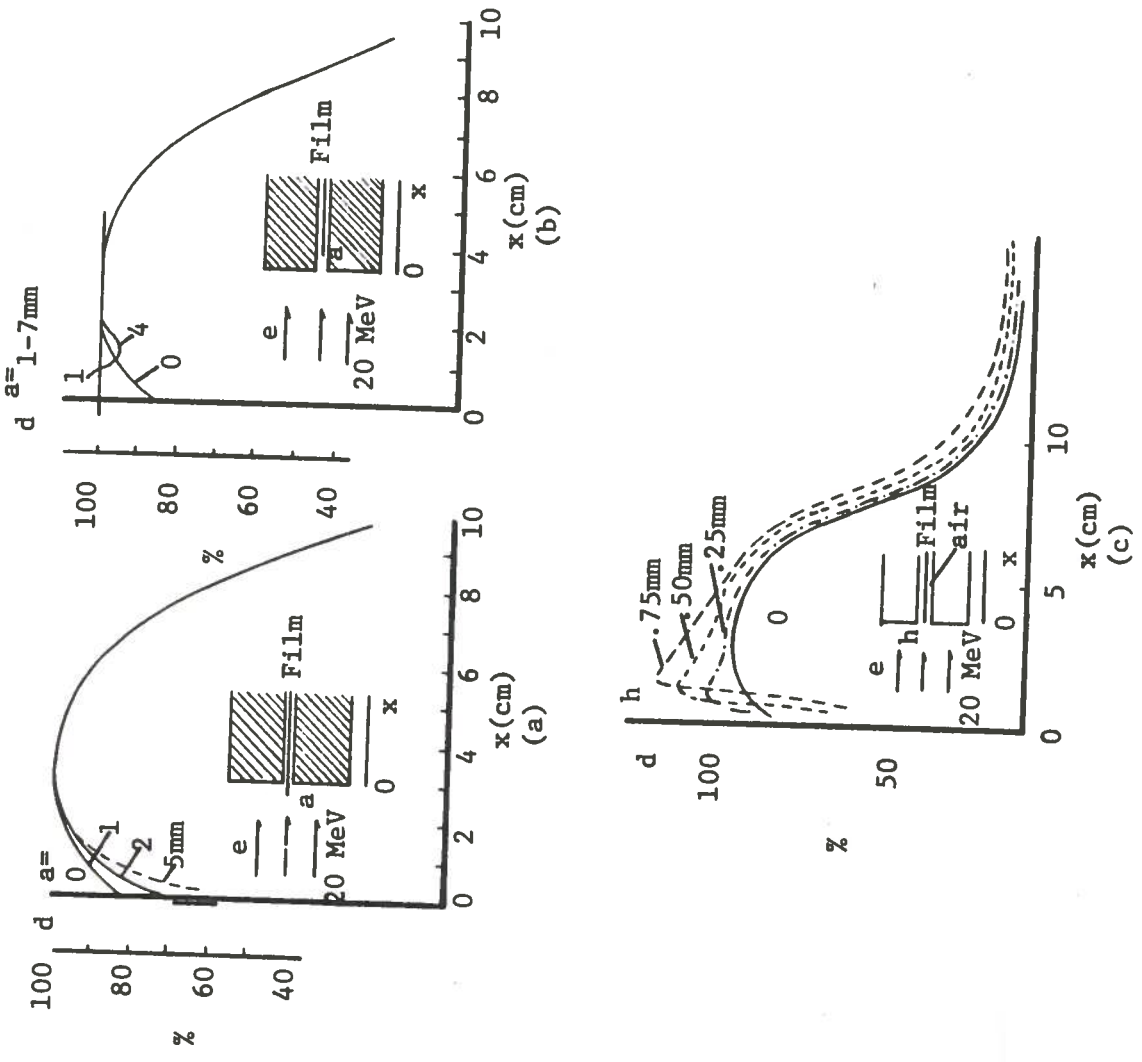 d
a=
100
80
60
40
%
0
1
2
5mm
%
e
20 MeV
a
Film
0 x
0 2 4 6 8 10
x(cm)
(a)
d
a=
1-7mm
100
80
60
40
1
4
0
e
20 MeV
a
Film
0 x
0 2 4 6 8 10
x(cm)
(b)
d
h
100
50
%
.75mm
.50mm
.25mm
0
e
h
20 MeV
Film
air
0 x
0 5 10
x(cm)
(c)